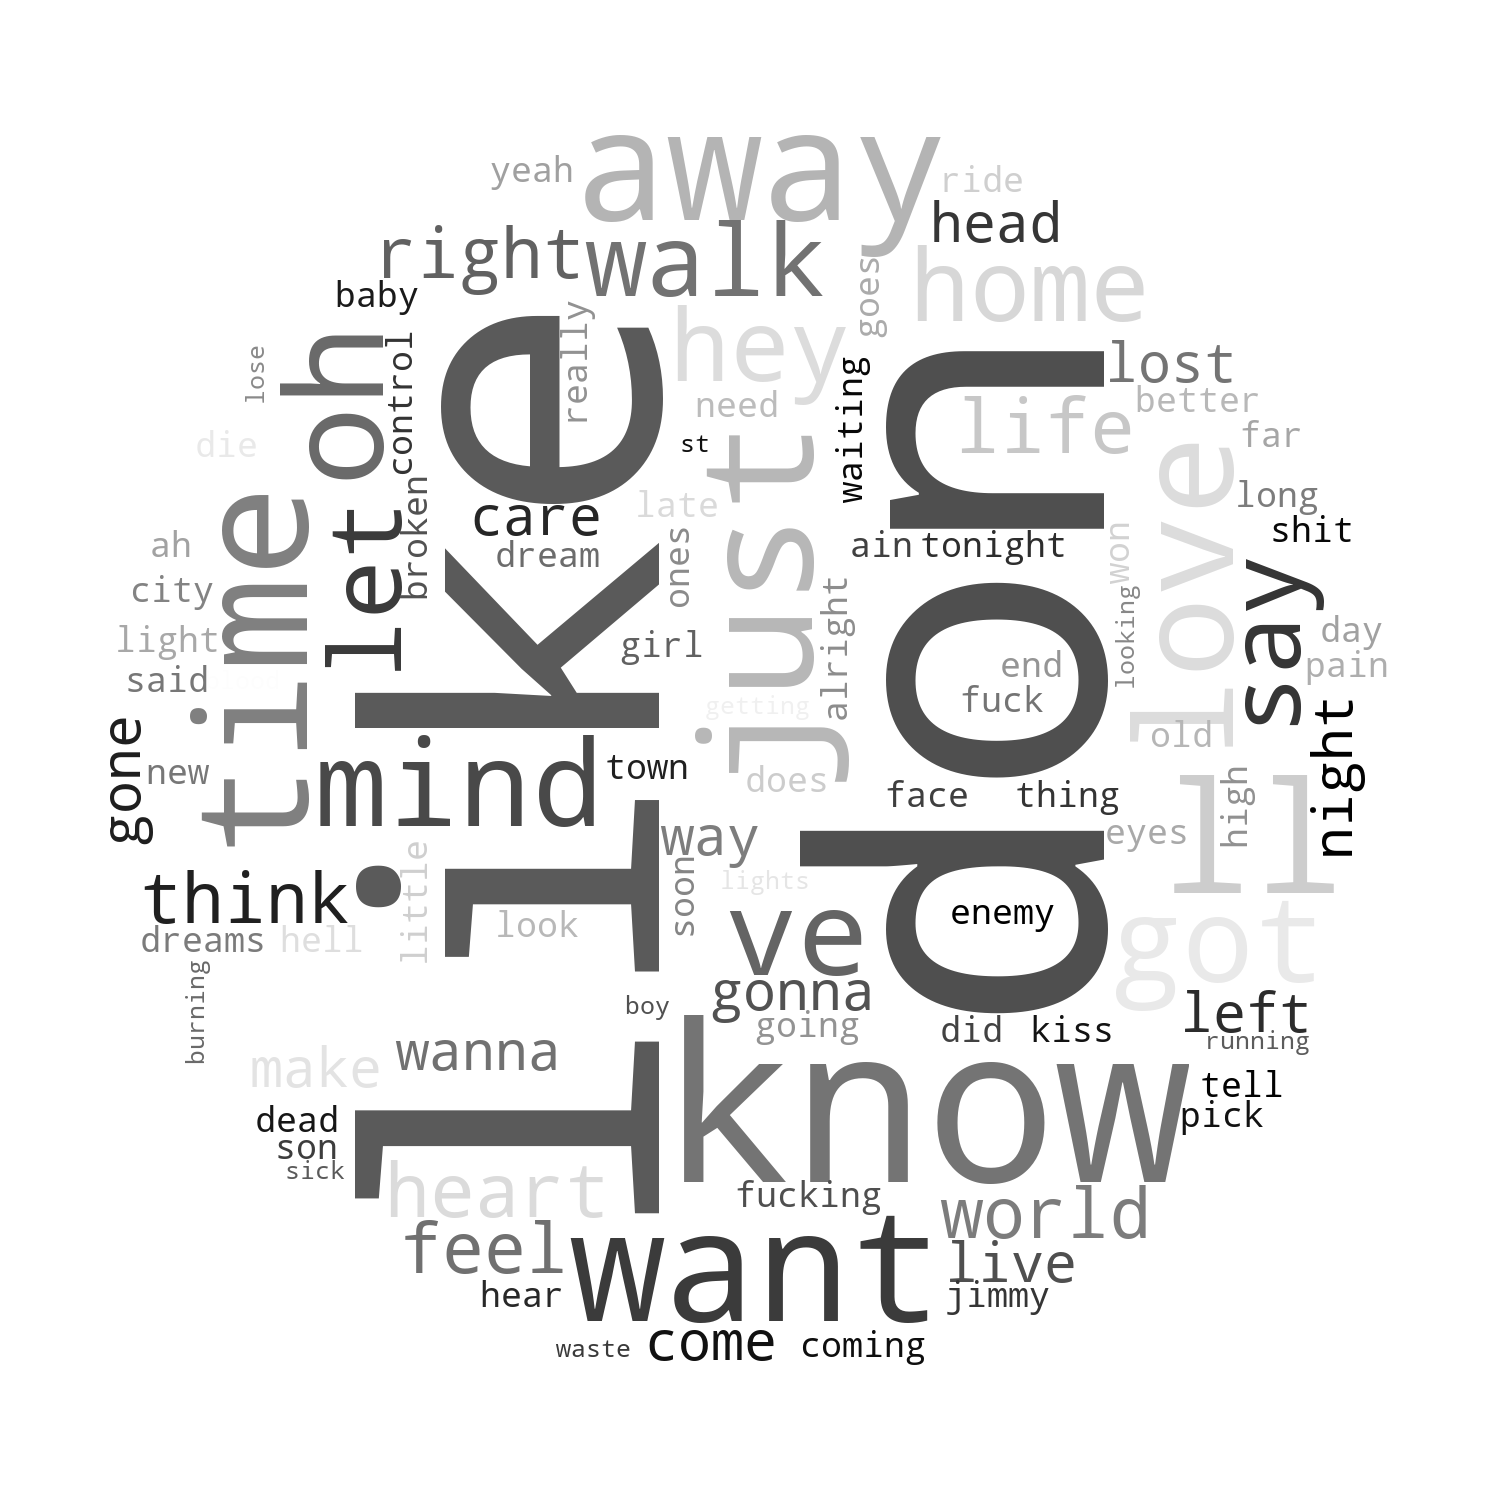 away
yeah
ride
head
right
walk
home
baby
goes
hey
really
oh
control
lose
like
lost
need
waiting
don
life
better
die
st
just
far
love
time
let
broken
care
late
long
shit
ah
dream
ones
ain
tonight
won
say
city
light
girl
alright
looking
end
day
said
fuck
pain
getting
gone
new
mind
town
does
old
night
face
thing
high
ll
way
eyes
think
little
soon
lights
ve
enemy
got
dreams
hell
look
burning
boy
gonna
going
did
kiss
left
running
make
wanna
know
tell
pick
dead
son
sick
heart
fucking
world
feel
want
live
hear
jimmy
waste
come
coming